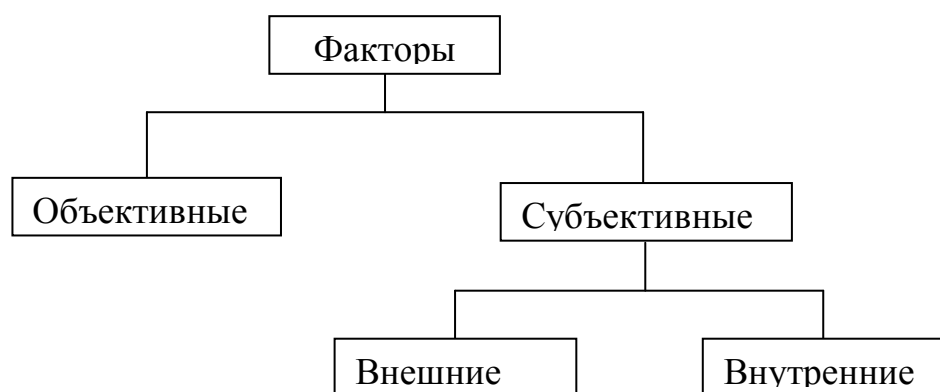 Факторы
Объективные
Субъективные
Внешние
Внутренние